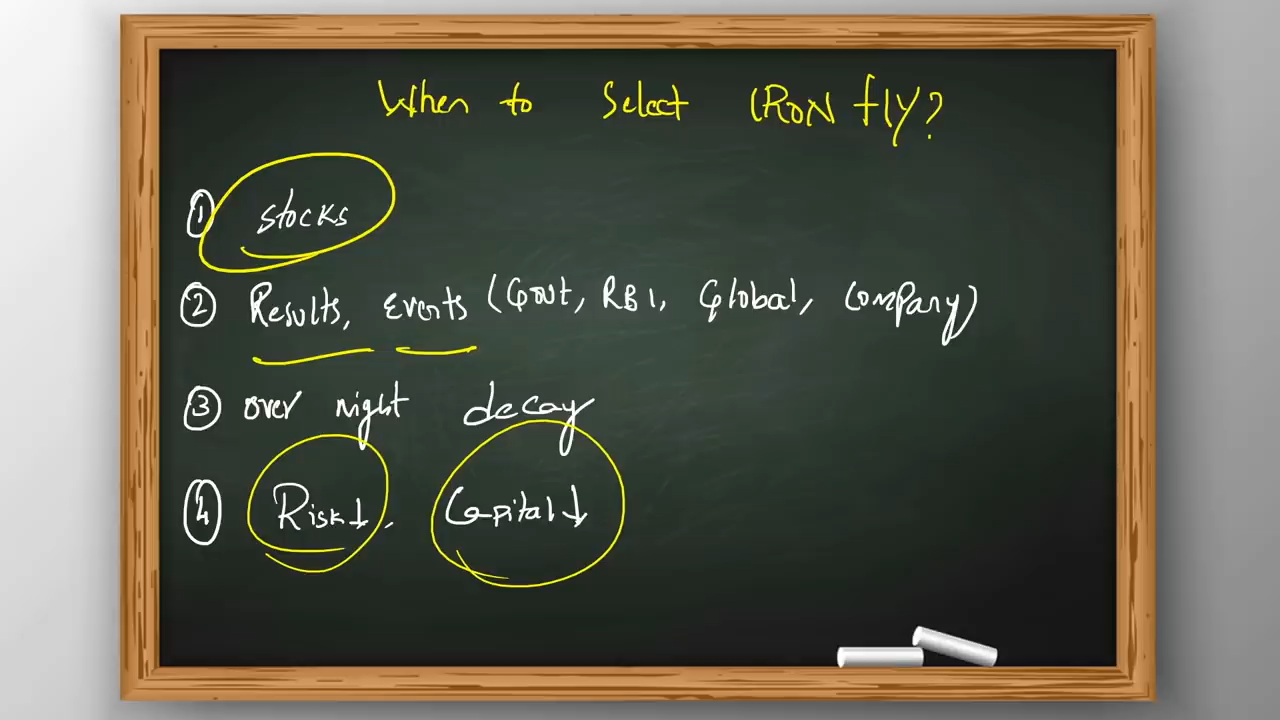 When to Select IRON fly?
① stocks
② Results, Events (Govt, RBI, Global, Company)
③ over night decay
④ Risk↓, Capital↓